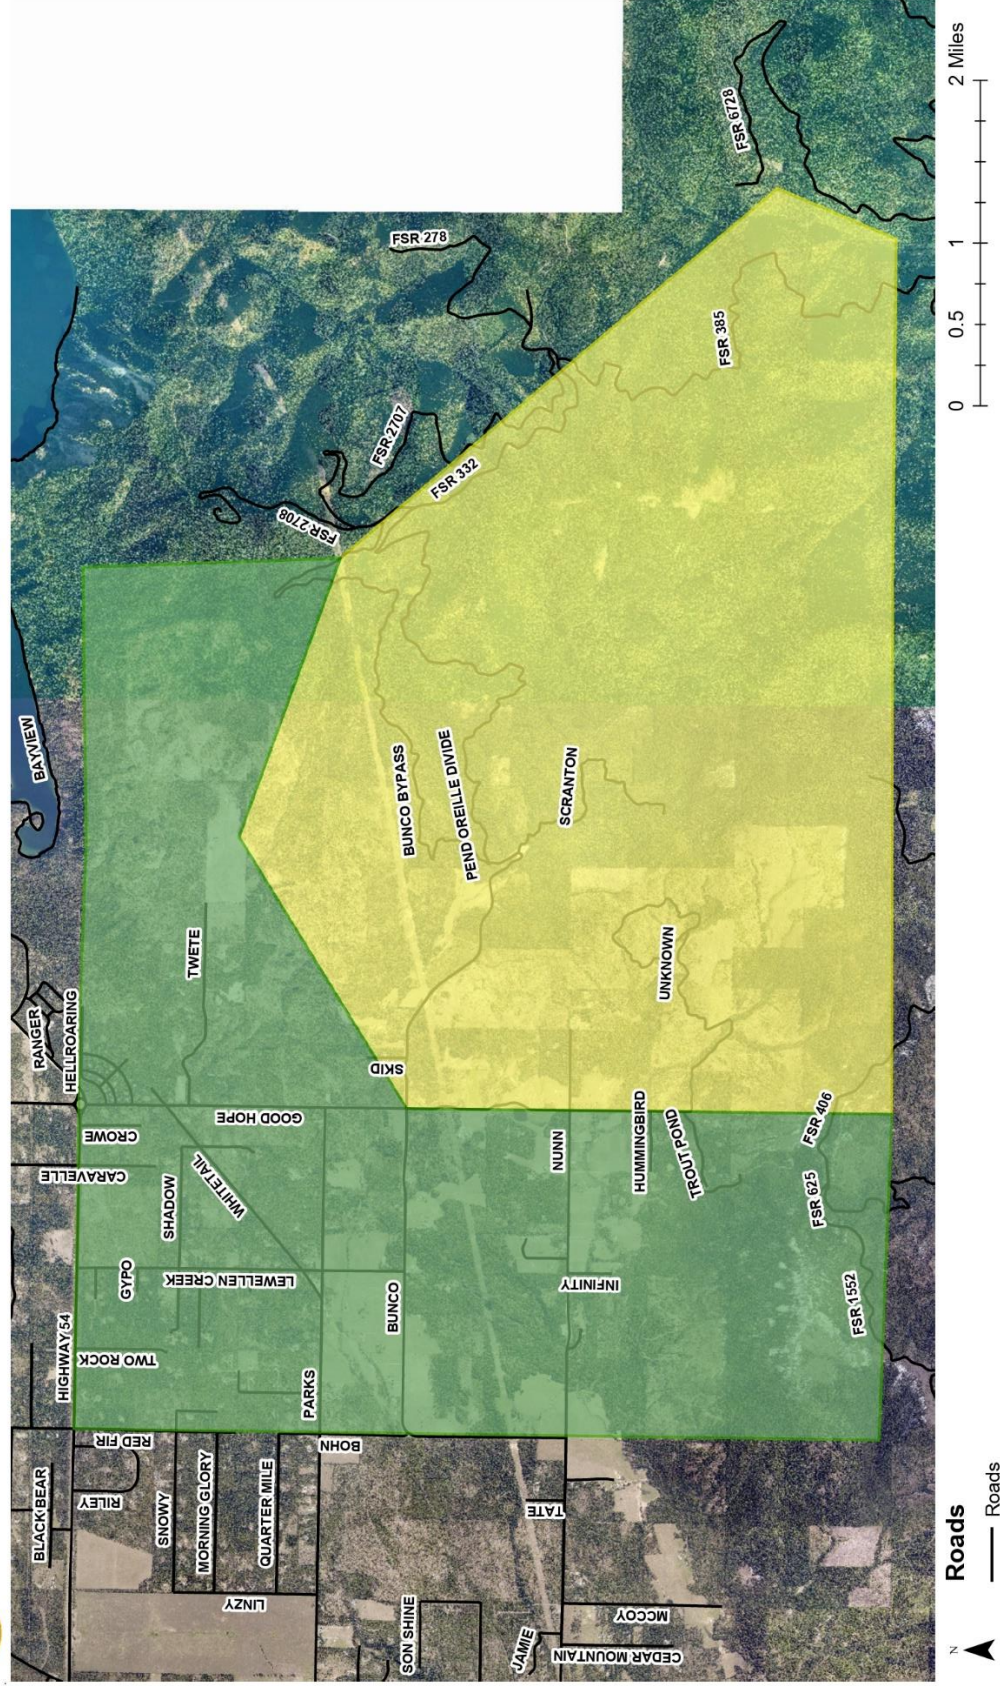 BAYVIEW
RANGER
HELLROARING
HIGHWAY 54
BLACKBEAR
CROWE
CARAVELLE
GYPO
TWO ROCK
RED FIR
RILEY
TWETE
SHADOW
WHITETAIL
GOOD HOPE
LEWELLEN CREEK
SNOWY
MORNING GLORY
QUARTER MILE
LINZY
PARKS
BOHN
SKID
BUNCO
SON SHINE
FSR 278
FSR 2707
FSR 2708
FSR 332
BUNCO BYPASS
PEND OREILLE DIVIDE
SCRANTON
NUNN
INFINITY
TATE
JAMIE
CEDAR MOUNTAIN
MCCOY
HUMMINGBIRD
TROUT POND
UNKNOWN
FSR 6728
FSR 385
FSR 406
FSR 625
FSR 1552
N
Roads
Roads
0 0.5 1 2 Miles